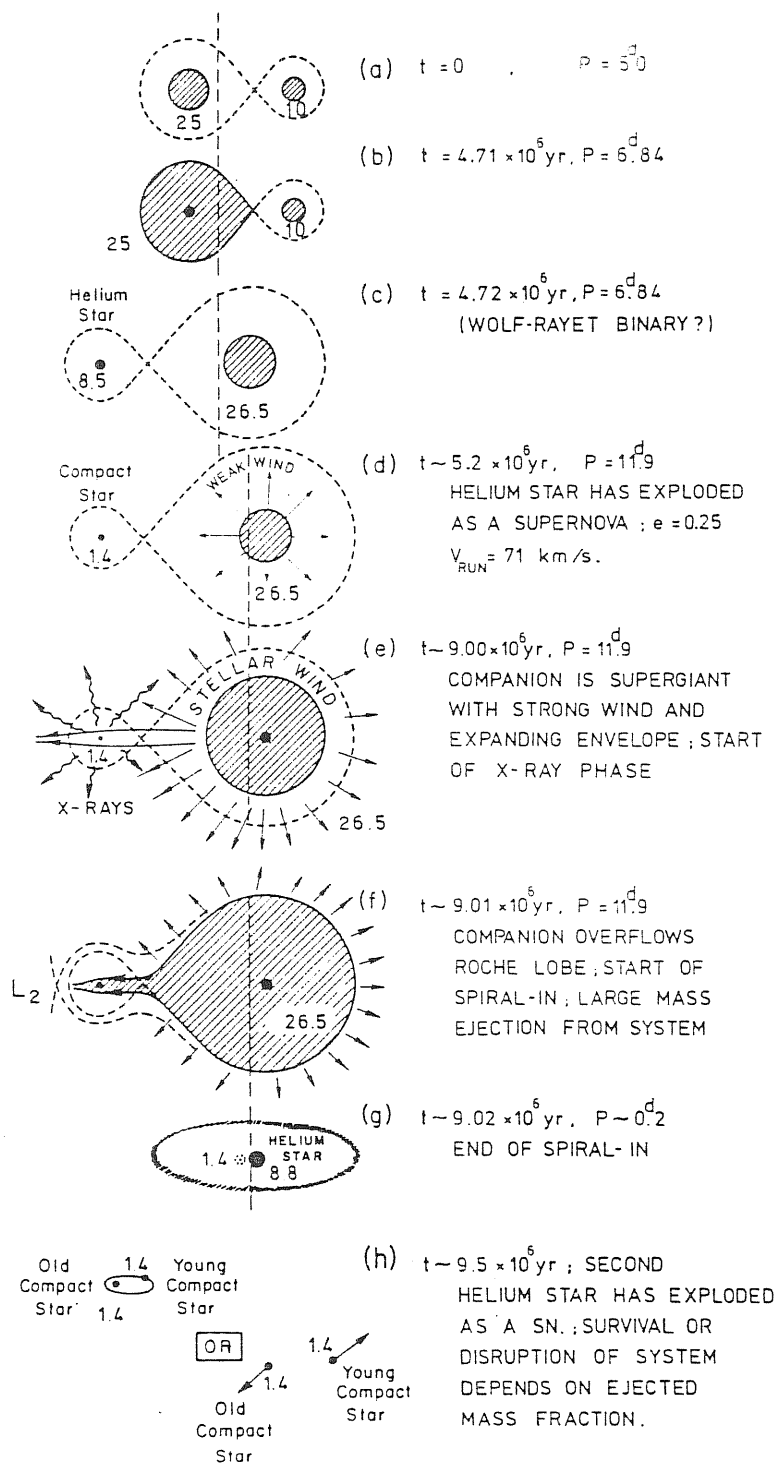 (a) t = 0 , P = 5.d0
25
10
(b) t = 4.71 × 10⁶ yr, P = 6.d84
25
10
Helium
Star
8.5
26.5
(c) t = 4.72 × 10⁶ yr, P = 6.d84
(WOLF-RAYET BINARY?)
Compact
Star
1.4
WEAK WIND
26.5
(d) t ~ 5.2 × 10⁶ yr, P = 11.d9
HELIUM STAR HAS EXPLODED
AS A SUPERNOVA ; e = 0.25
V_RUN = 71 km/s.
STELLAR WIND
1.4
X-RAYS
26.5
(e) t ~ 9.00 × 10⁶ yr, P = 11.d9
COMPANION IS SUPERGIANT
WITH STRONG WIND AND
EXPANDING ENVELOPE ; START
OF X-RAY PHASE
L₂
26.5
(f) t ~ 9.01 × 10⁶ yr, P = 11.d9
COMPANION OVERFLOWS
ROCHE LOBE ; START OF
SPIRAL-IN ; LARGE MASS
EJECTION FROM SYSTEM
1.4
HELIUM
STAR
8.8
(g) t ~ 9.02 × 10⁶ yr, P ~ 0.d2
END OF SPIRAL-IN
Old
Compact
Star
1.4
1.4
Young
Compact
Star
OR
1.4
Young
Compact
Star
1.4
Old
Compact
Star
(h) t ~ 9.5 × 10⁶ yr ; SECOND
HELIUM STAR HAS EXPLODED
AS A SN. ; SURVIVAL OR
DISRUPTION OF SYSTEM
DEPENDS ON EJECTED
MASS FRACTION.